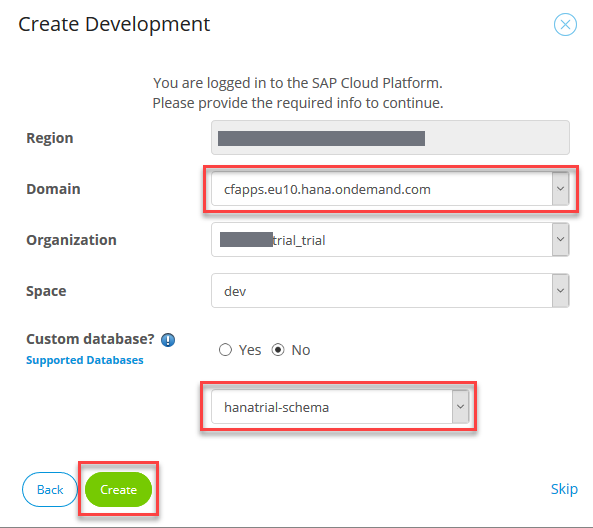 Create Development
You are logged in to the SAP Cloud Platform.
Please provide the required info to continue.
Region
Domain
cfapps.eu10.hana.ondemand.com
Organization
trial_trial
Space
dev
Custom database?
Supported Databases
Yes No
hanatrial-schema
Back Create Skip